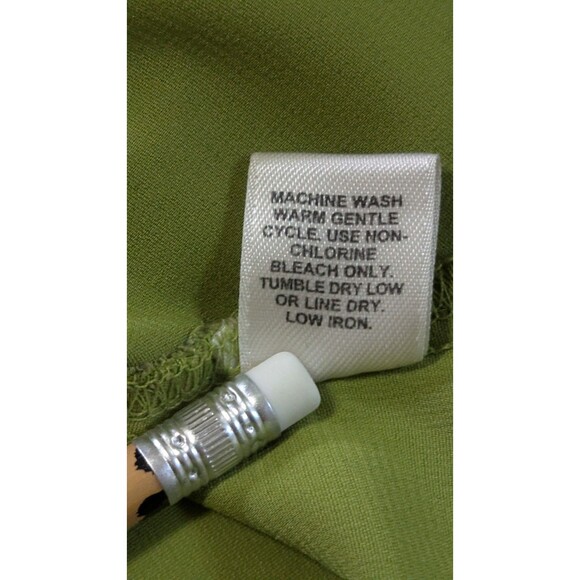 MACHINE WASH
WARM GENTLE
CYCLE. USE NON-
CHLORINE
BLEACH ONLY.
TUMBLE DRY LOW
OR LINE DRY.
LOW IRON.